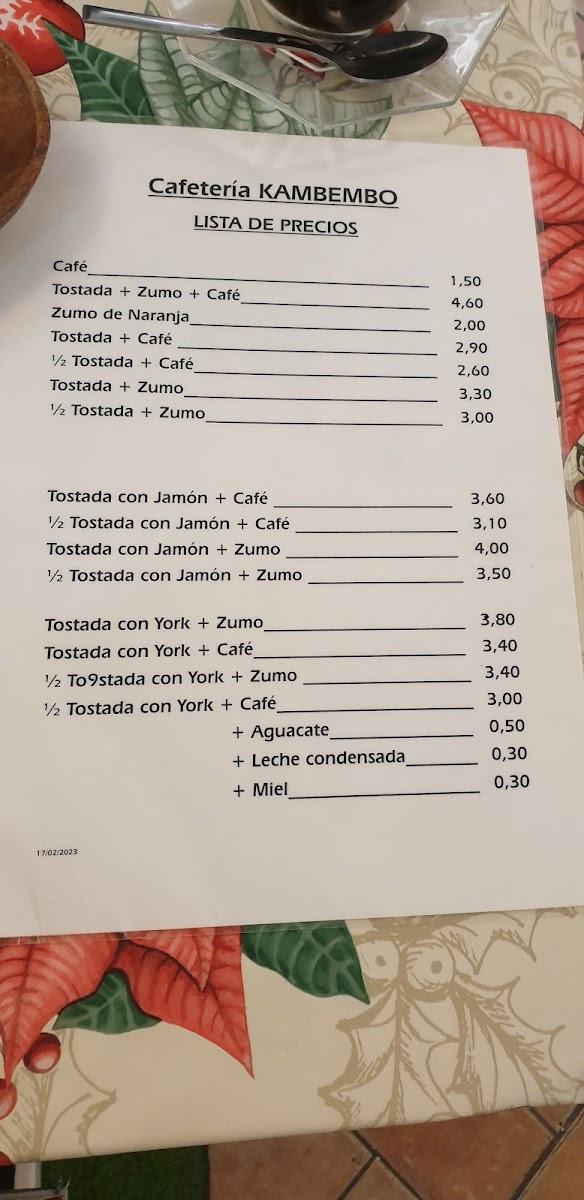 Cafetería KAMBEMBO
LISTA DE PRECIOS
Café 1,50
Tostada + Zumo + Café 4,60
Zumo de Naranja 2,00
Tostada + Café 2,90
½ Tostada + Café 2,60
Tostada + Zumo 3,30
½ Tostada + Zumo 3,00
Tostada con Jamón + Café 3,60
½ Tostada con Jamón + Café 3,10
Tostada con Jamón + Zumo 4,00
½ Tostada con Jamón + Zumo 3,50
Tostada con York + Zumo 3,80
Tostada con York + Café 3,40
½ To9stada con York + Zumo 3,40
½ Tostada con York + Café 3,00
+ Aguacate 0,50
+ Leche condensada 0,30
+ Miel 0,30
17/02/2023